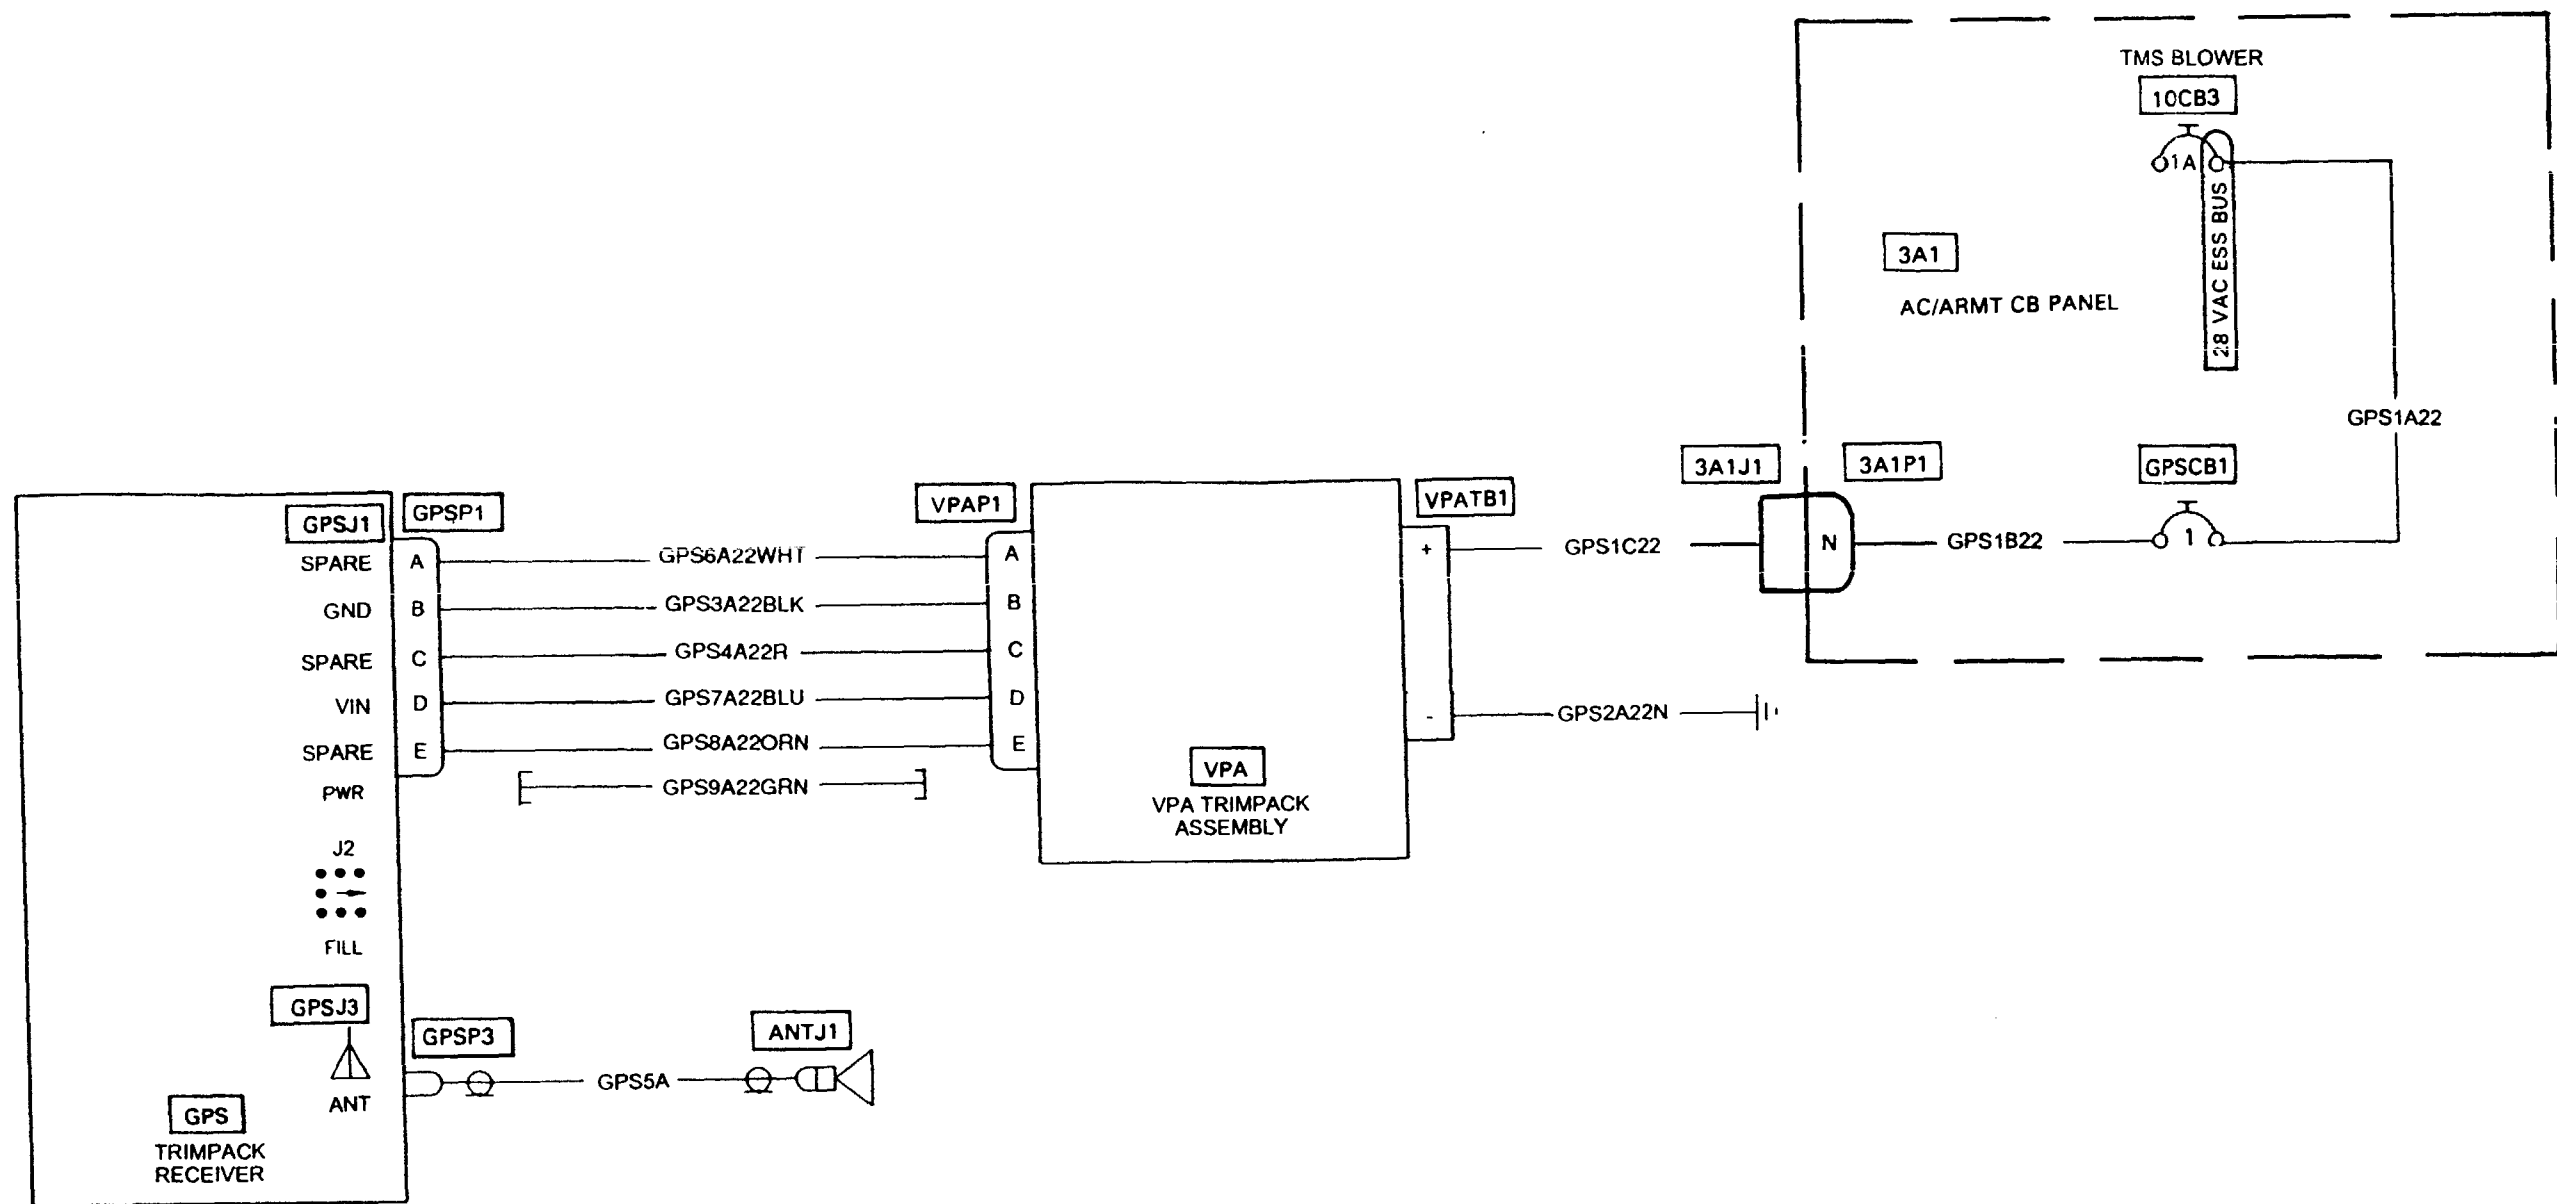 TMS BLOWER
10CB3
1A
28 VAC ESS BUS
3A1
AC/ARMT CB PANEL
GPS1A22
3A1J1
3A1P1
GPSCB1
N
GPS1B22
1
GPSJ1
GPSP1
VPAP1
VPATB1
SPARE
A
GPS6A22WHT
A
+
GPS1C22
GND
B
GPS3A22BLK
B
SPARE
C
GPS4A22R
C
VIN
D
GPS7A22BLU
D
-
GPS2A22N
SPARE
E
GPS8A22ORN
E
PWR
GPS9A22GRN
VPA
VPA TRIMPACK
ASSEMBLY
J2
FILL
GPSJ3
GPSP3
ANTJ1
GPS5A
ANT
GPS
TRIMPACK
RECEIVER